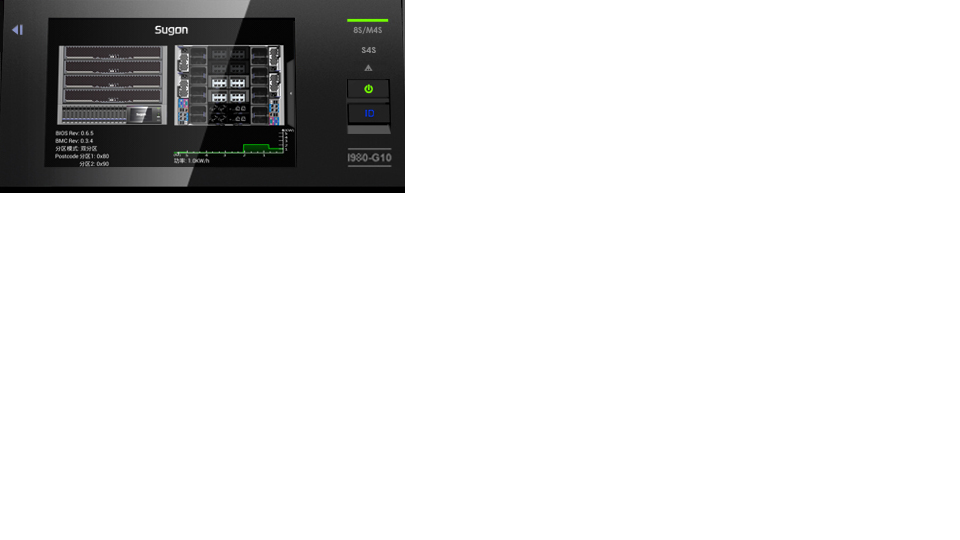 Sugon
BIOS Rev: 0.6.5
BMC Rev: 0.3.4
分区模式: 双分区
Postcode 分区1: 0x80
分区2: 0x90
功率: 1.0KW/h
8S/M4S
S4S
ID
I980-G10